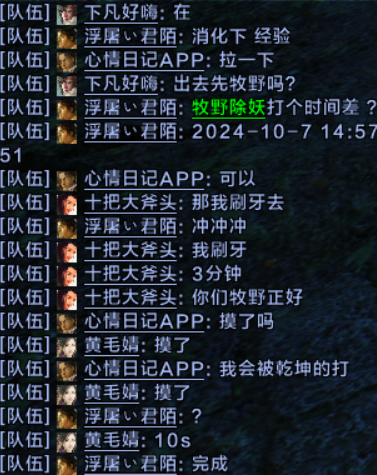 [队伍] 下凡好嗨: 在
[队伍] 浮屠い君陌: 消化下 经验
[队伍] 心情日记APP: 拉一下
[队伍] 下凡好嗨: 出去先牧野吗?
[队伍] 浮屠い君陌: 牧野除妖打个时间差 ?
[队伍] 浮屠い君陌: 2024-10-7 14:57
51
[队伍] 心情日记APP: 可以
[队伍] 十把大斧头: 那我刷牙去
[队伍] 浮屠い君陌: 冲冲冲
[队伍] 十把大斧头: 我刷牙
[队伍] 十把大斧头: 3分钟
[队伍] 十把大斧头: 你们牧野正好
[队伍] 心情日记APP: 摸了吗
[队伍] 黄毛婧: 摸了
[队伍] 心情日记APP: 我会被乾坤的打
[队伍] 黄毛婧: 摸了
[队伍] 浮屠い君陌: ?
[队伍] 黄毛婧: 10s
[队伍] 浮屠い君陌: 完成